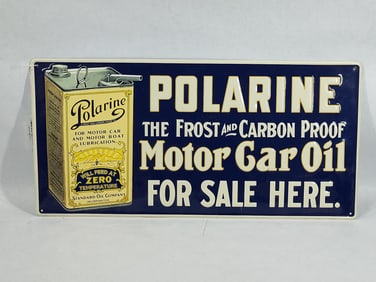 Polarine
FOR MOTOR CAR
AND MOTOR BOAT
LUBRICATION
WILL FEED AT
ZERO
TEMPERATURE
STANDARD OIL COMPANY
POLARINE
THE FROST AND CARBON PROOF
Motor Car Oil
FOR SALE HERE.